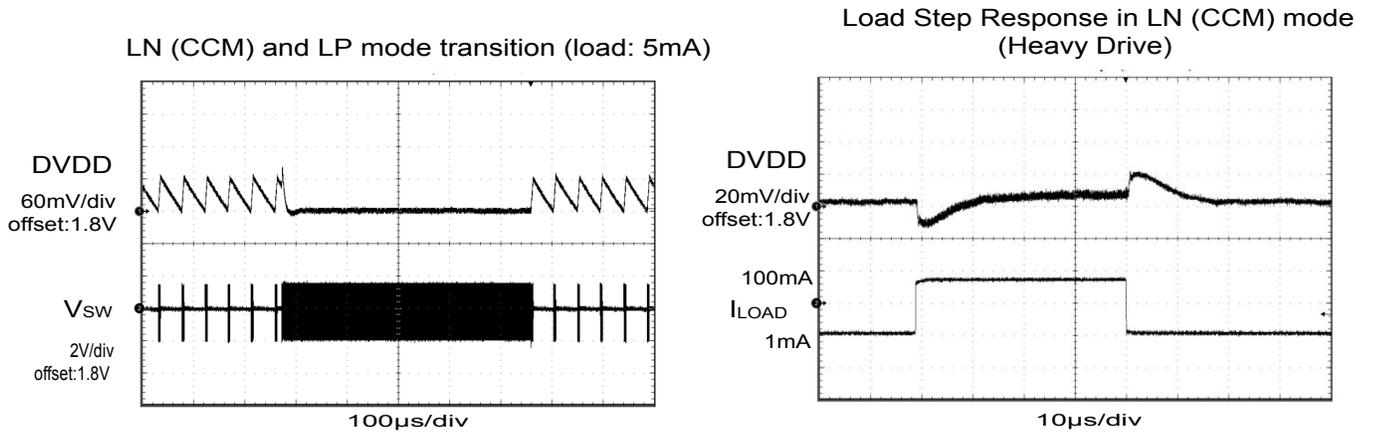 LN (CCM) and LP mode transition (load: 5mA)
DVDD
60mV/div
offset:1.8V
VSW
2V/div
offset:1.8V
100µs/div
Load Step Response in LN (CCM) mode
(Heavy Drive)
DVDD
20mV/div
offset:1.8V
100mA
ILOAD
1mA
10µs/div